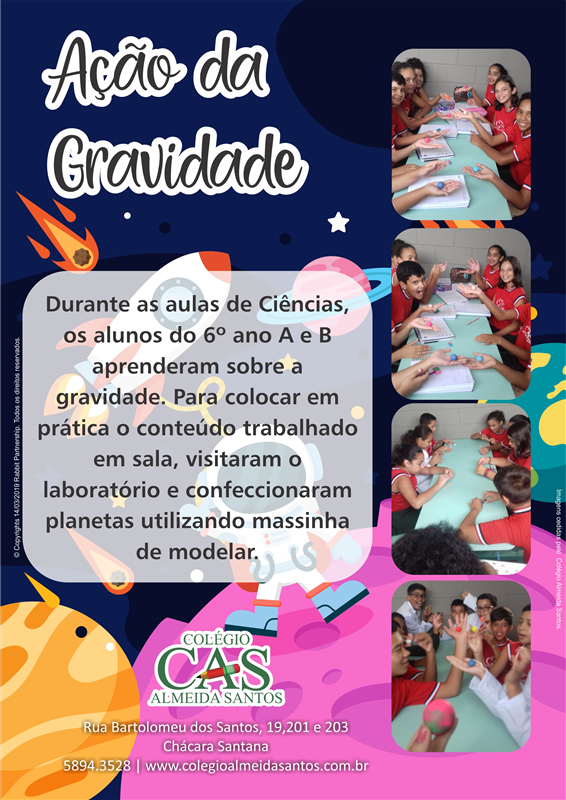 Ação da
Gravidade
Durante as aulas de Ciências,
os alunos do 6º ano A e B
aprenderam sobre a
gravidade. Para colocar em
prática o conteúdo trabalhado
em sala, visitaram o
laboratório e confeccionaram
planetas utilizando massinha
de modelar.
© Copyrights 14/03/2019 Rabbit Partnership. Todos os direitos reservados.
Imagens cedidas pelo Colégio Almeida Santos.
COLÉGIO
CAS
ALMEIDA SANTOS
Rua Bartolomeu dos Santos, 19,201 e 203
Chácara Santana
5894.3528 | www.colegioalmeidasantos.com.br